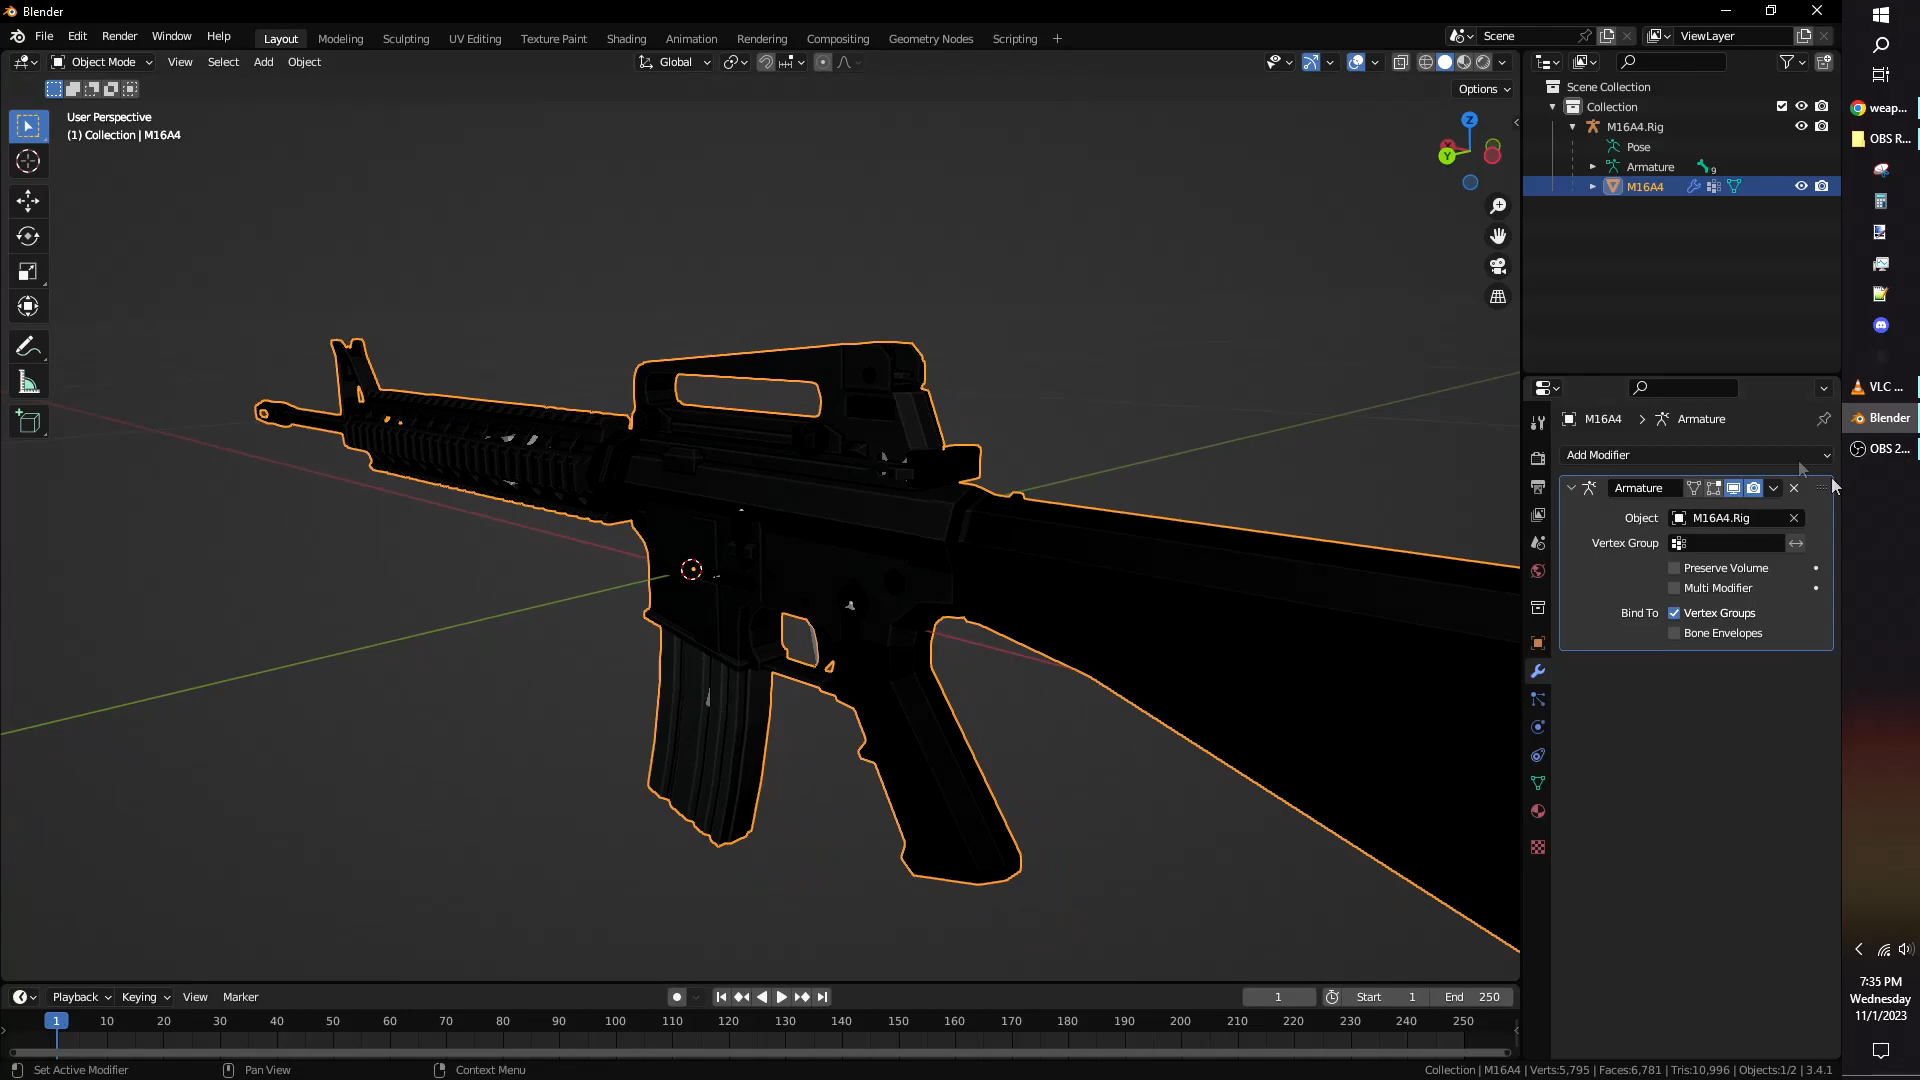 Blender
File Edit Render Window Help
Layout Modeling Sculpting UV Editing Texture Paint Shading Animation Rendering Compositing Geometry Nodes Scripting +
Scene
ViewLayer
Object Mode View Select Add Object
Global
Options
User Perspective
(1) Collection | M16A4
Z
Y
Scene Collection
Collection
M16A4.Rig
Pose
Armature 9
M16A4
M16A4 > Armature
Add Modifier
Armature
Object M16A4.Rig
Vertex Group
Preserve Volume
Multi Modifier
Bind To Vertex Groups
Bone Envelopes
weap...
OBS R...
VLC ...
Blender
OBS 2...
7:35 PM
Wednesday
11/1/2023
Playback Keying View Marker
1
Start 1 End 250
1 10 20 30 40 50 60 70 80 90 100 110 120 130 140 150 160 170 180 190 200 210 220 230 240 250
Set Active Modifier Pan View Context Menu
Collection | M16A4 | Verts:5,795 | Faces:6,781 | Tris:10,996 | Objects:1/2 | 3.4.1